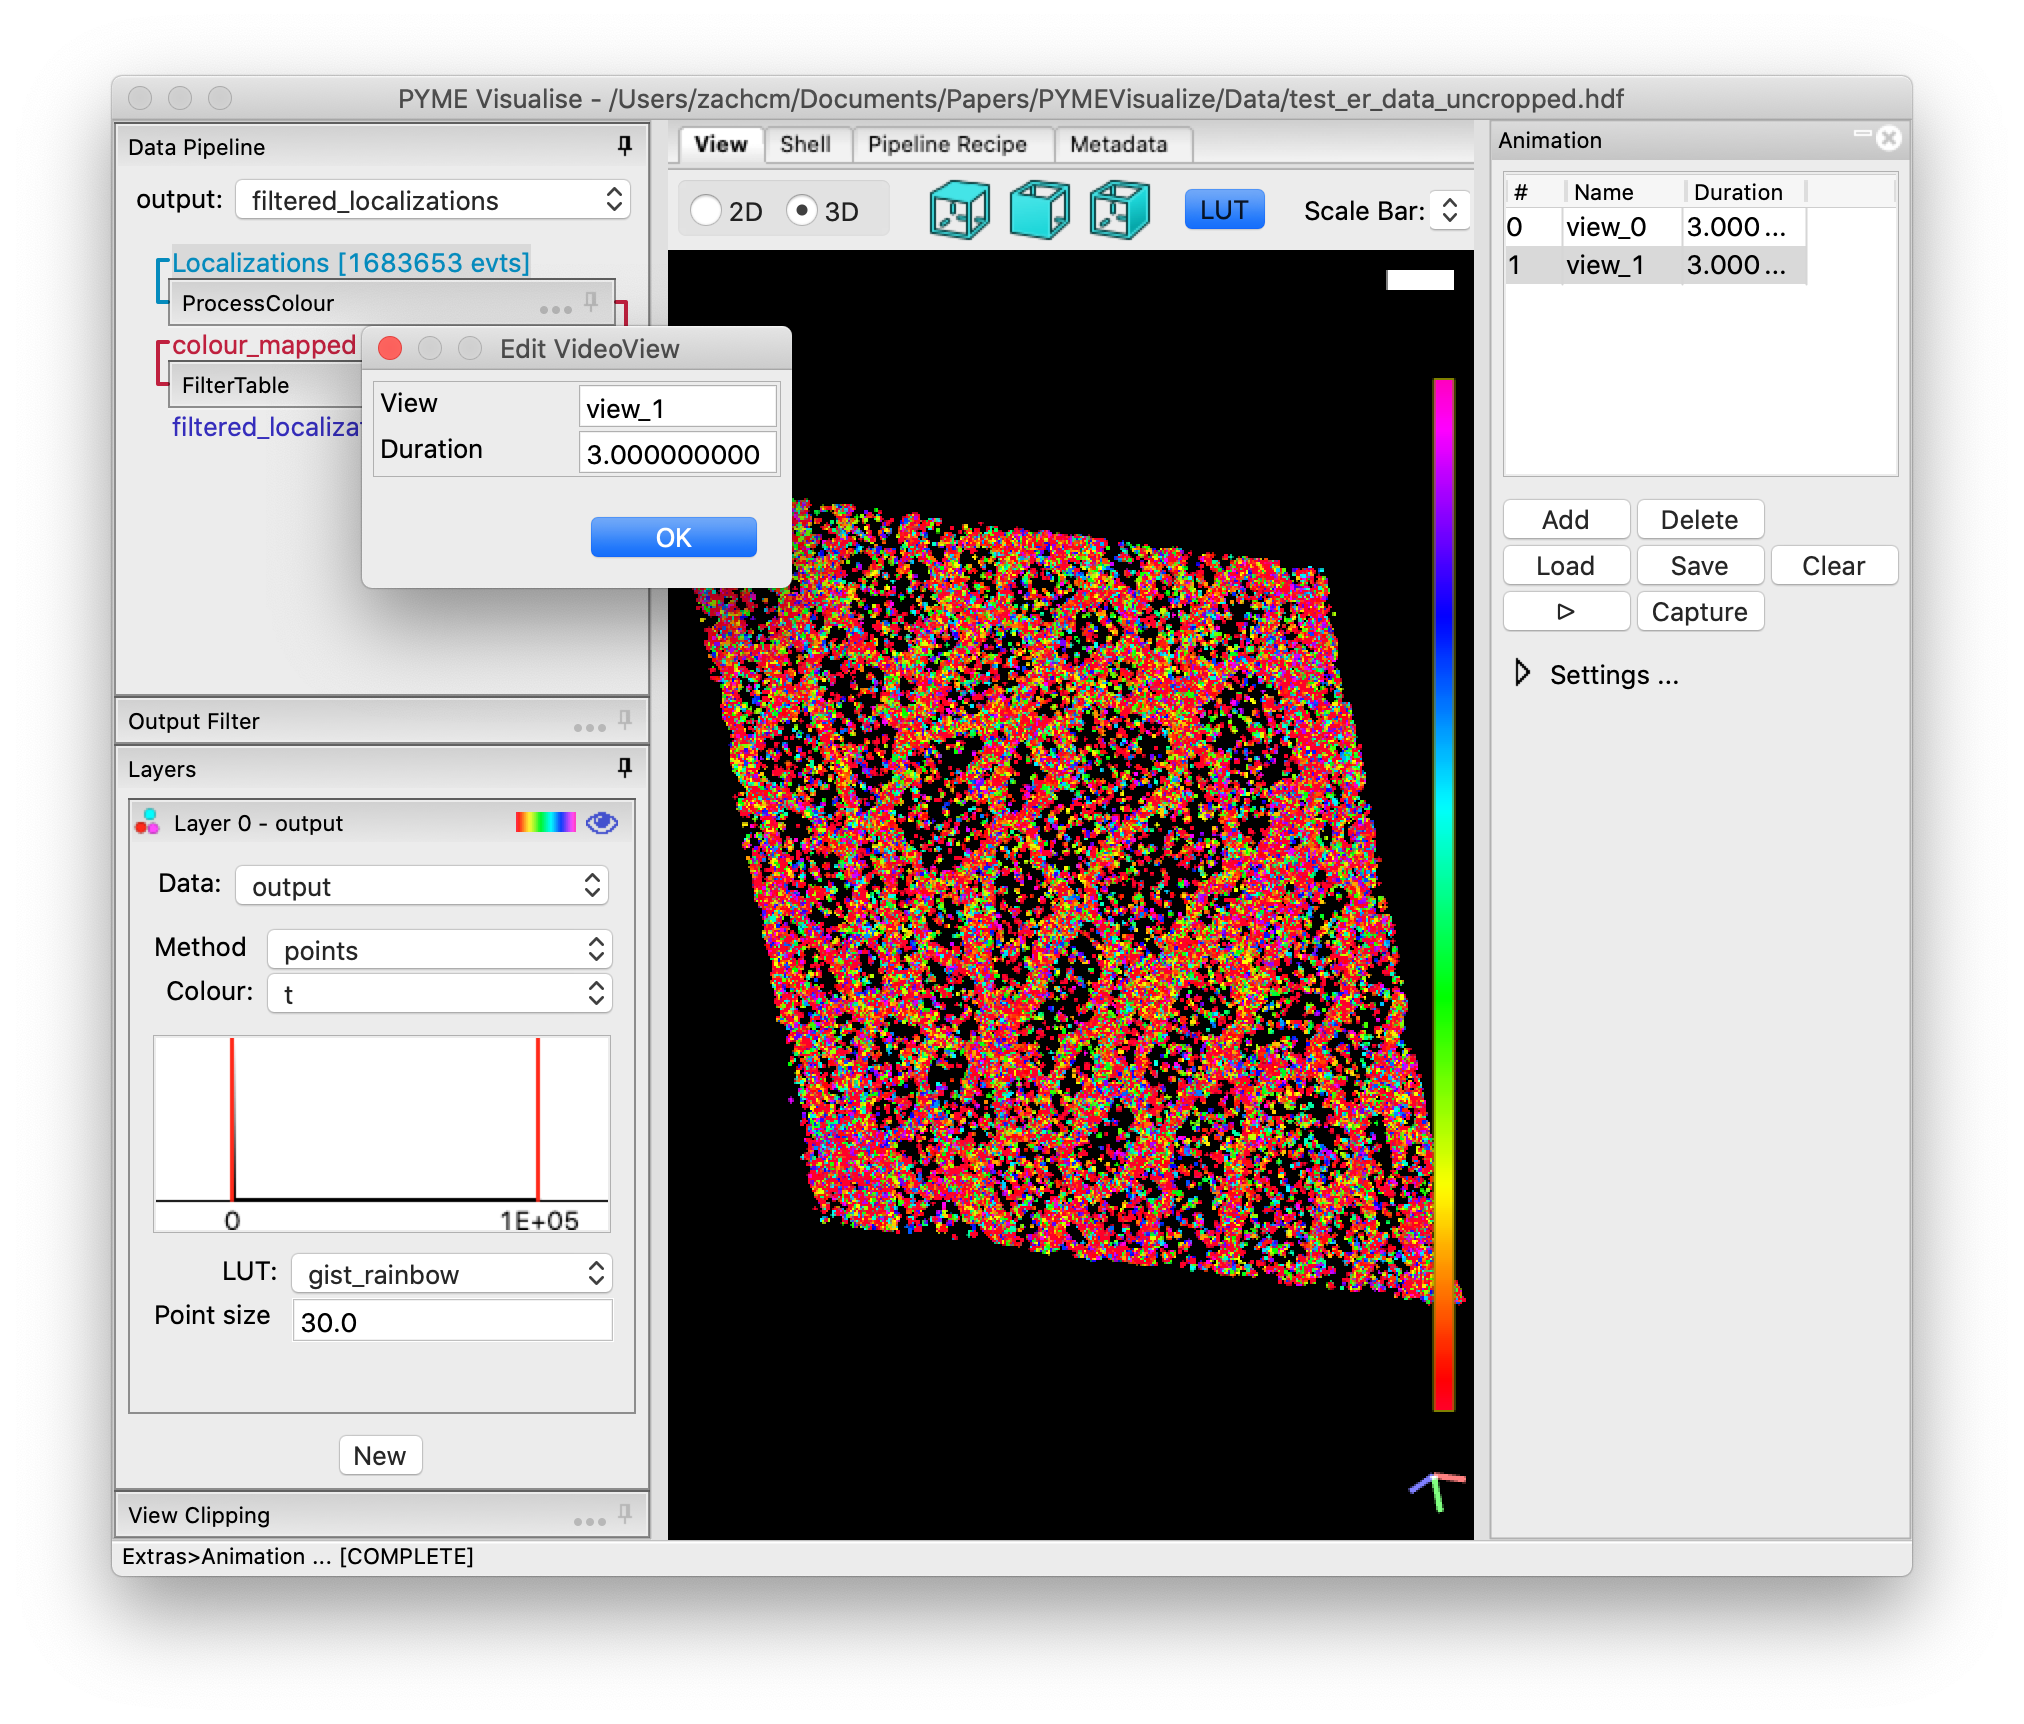 PYME Visualise - /Users/zachcm/Documents/Papers/PYMEVisualize/Data/test_er_data_uncropped.hdf
Data Pipeline
output: filtered_localizations
Localizations [1683653 evts]
ProcessColour
colour_mapped
FilterTable
filtered_localiza
Edit VideoView
View view_1
Duration 3.000000000
OK
Output Filter
Layers
Layer 0 - output
Data: output
Method points
Colour: t
0 1E+05
LUT: gist_rainbow
Point size 30.0
New
View Clipping
Extras>Animation ... [COMPLETE]
View Shell Pipeline Recipe Metadata
2D 3D LUT Scale Bar:
Animation
# Name Duration
0 view_0 3.000 ...
1 view_1 3.000 ...
Add Delete
Load Save Clear
Capture
Settings ...